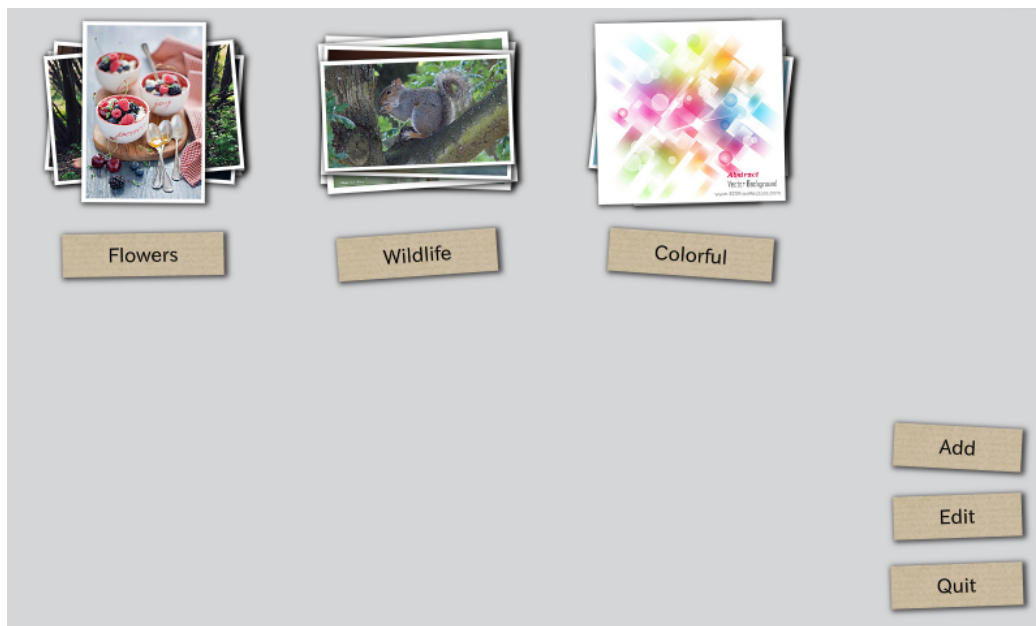 Abstract
Vector Background
Flowers
Wildlife
Colorful
Add
Edit
Quit